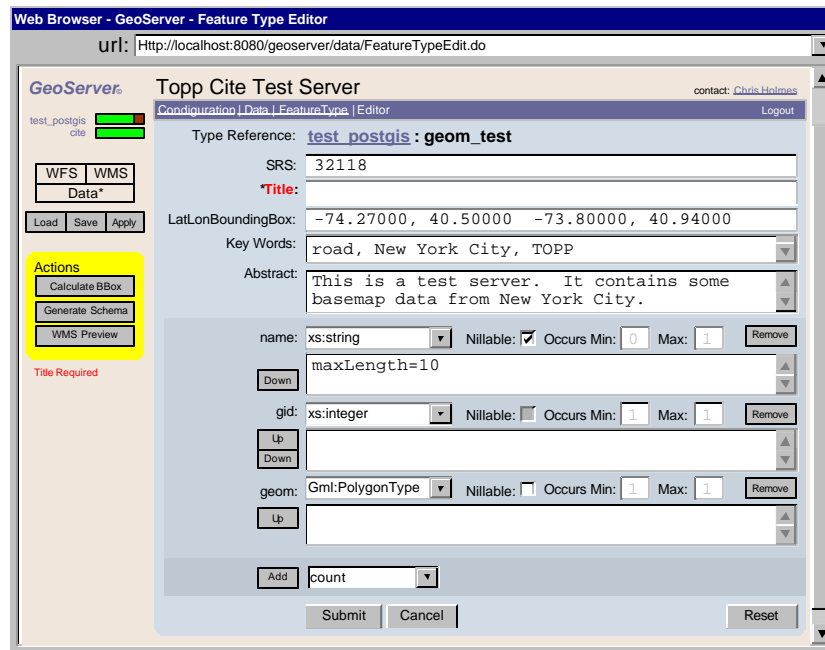 Web Browser - GeoServer - Feature Type Editor
url: Http://localhost:8080/geoserver/data/FeatureTypeEdit.do
GeoServer©
Topp Cite Test Server
contact: Chris Holmes
Condiguration | Data | FeatureType | Editor
Logout
test_postgis
cite
WFS WMS
Data*
Load Save Apply
Actions
Calculate BBox
Generate Schema
WMS Preview
Title Required
Type Reference: test_postgis : geom_test
SRS: 32118
*Title:
LatLonBoundingBox: -74.27000, 40.50000 -73.80000, 40.94000
Key Words: road, New York City, TOPP
Abstract: This is a test server. It contains some
basemap data from New York City.
name: xs:string Nillable: Occurs Min: 0 Max: 1 Remove
maxLength=10
Down
gid: xs:integer Nillable: Occurs Min: 1 Max: 1 Remove
Up
Down
geom: Gml:PolygonType Nillable: Occurs Min: 1 Max: 1 Remove
Up
Add count
Submit Cancel Reset